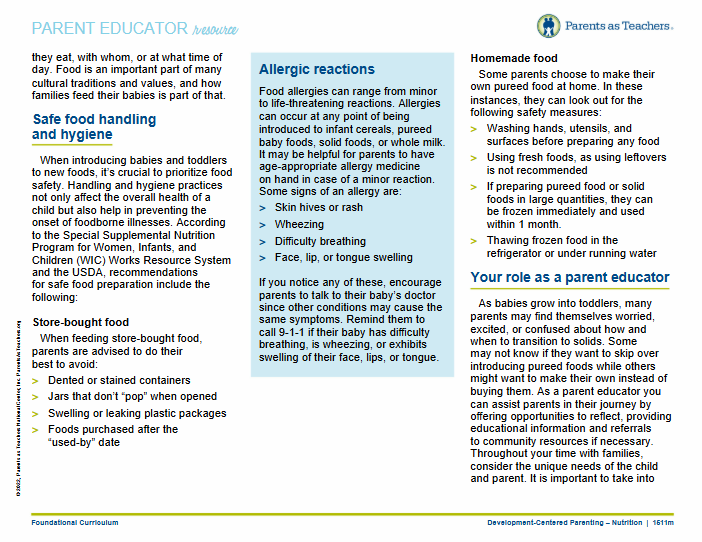 PARENT EDUCATOR resource
Parents as Teachers®
they eat, with whom, or at what time of
day. Food is an important part of many
cultural traditions and values, and how
families feed their babies is part of that.
Safe food handling
and hygiene
When introducing babies and toddlers
to new foods, it's crucial to prioritize food
safety. Handling and hygiene practices
not only affect the overall health of a
child but also help in preventing the
onset of foodborne illnesses. According
to the Special Supplemental Nutrition
Program for Women, Infants, and
Children (WIC) Works Resource System
and the USDA, recommendations
for safe food preparation include the
following:
Store-bought food
When feeding store-bought food,
parents are advised to do their
best to avoid:
> Dented or stained containers
> Jars that don't “pop” when opened
> Swelling or leaking plastic packages
> Foods purchased after the
“used-by” date
Allergic reactions
Food allergies can range from minor
to life-threatening reactions. Allergies
can occur at any point of being
introduced to infant cereals, pureed
baby foods, solid foods, or whole milk.
It may be helpful for parents to have
age-appropriate allergy medicine
on hand in case of a minor reaction.
Some signs of an allergy are:
> Skin hives or rash
> Wheezing
> Difficulty breathing
> Face, lip, or tongue swelling
If you notice any of these, encourage
parents to talk to their baby's doctor
since other conditions may cause the
same symptoms. Remind them to
call 9-1-1 if their baby has difficulty
breathing, is wheezing, or exhibits
swelling of their face, lips, or tongue.
Homemade food
Some parents choose to make their
own pureed food at home. In these
instances, they can look out for the
following safety measures:
> Washing hands, utensils, and
surfaces before preparing any food
> Using fresh foods, as using leftovers
is not recommended
> If preparing pureed food or solid
foods in large quantities, they can
be frozen immediately and used
within 1 month.
> Thawing frozen food in the
refrigerator or under running water
Your role as a parent educator
As babies grow into toddlers, many
parents may find themselves worried,
excited, or confused about how and
when to transition to solids. Some
may not know if they want to skip over
introducing pureed foods while others
might want to make their own instead of
buying them. As a parent educator you
can assist parents in their journey by
offering opportunities to reflect, providing
educational information and referrals
to community resources if necessary.
Throughout your time with families,
consider the unique needs of the child
and parent. It is important to take into
© 2022, Parents as Teachers National Center, Inc. ParentsAsTeachers.org
Foundational Curriculum
Development-Centered Parenting – Nutrition | 1611m